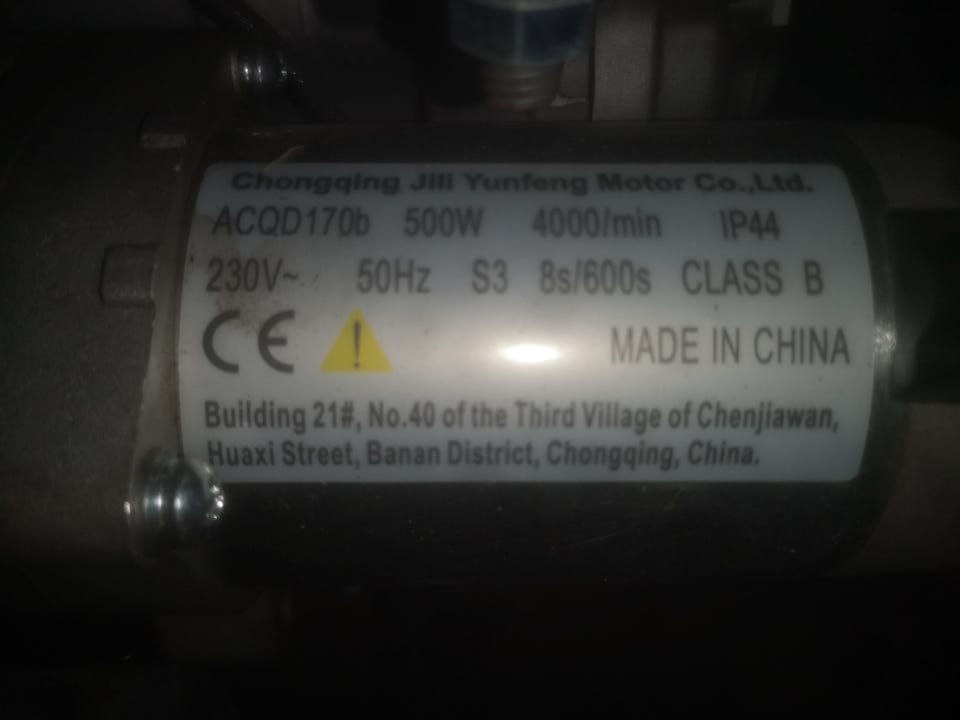 Chongqing Jili Yunfeng Motor Co.,Ltd.
ACQD170b 500W 4000/min IP44
230V~ 50Hz S3 8s/600s CLASS B
CE ! MADE IN CHINA
Building 21#, No.40 of the Third Village of Chenjiawan,
Huaxi Street, Banan District, Chongqing, China.